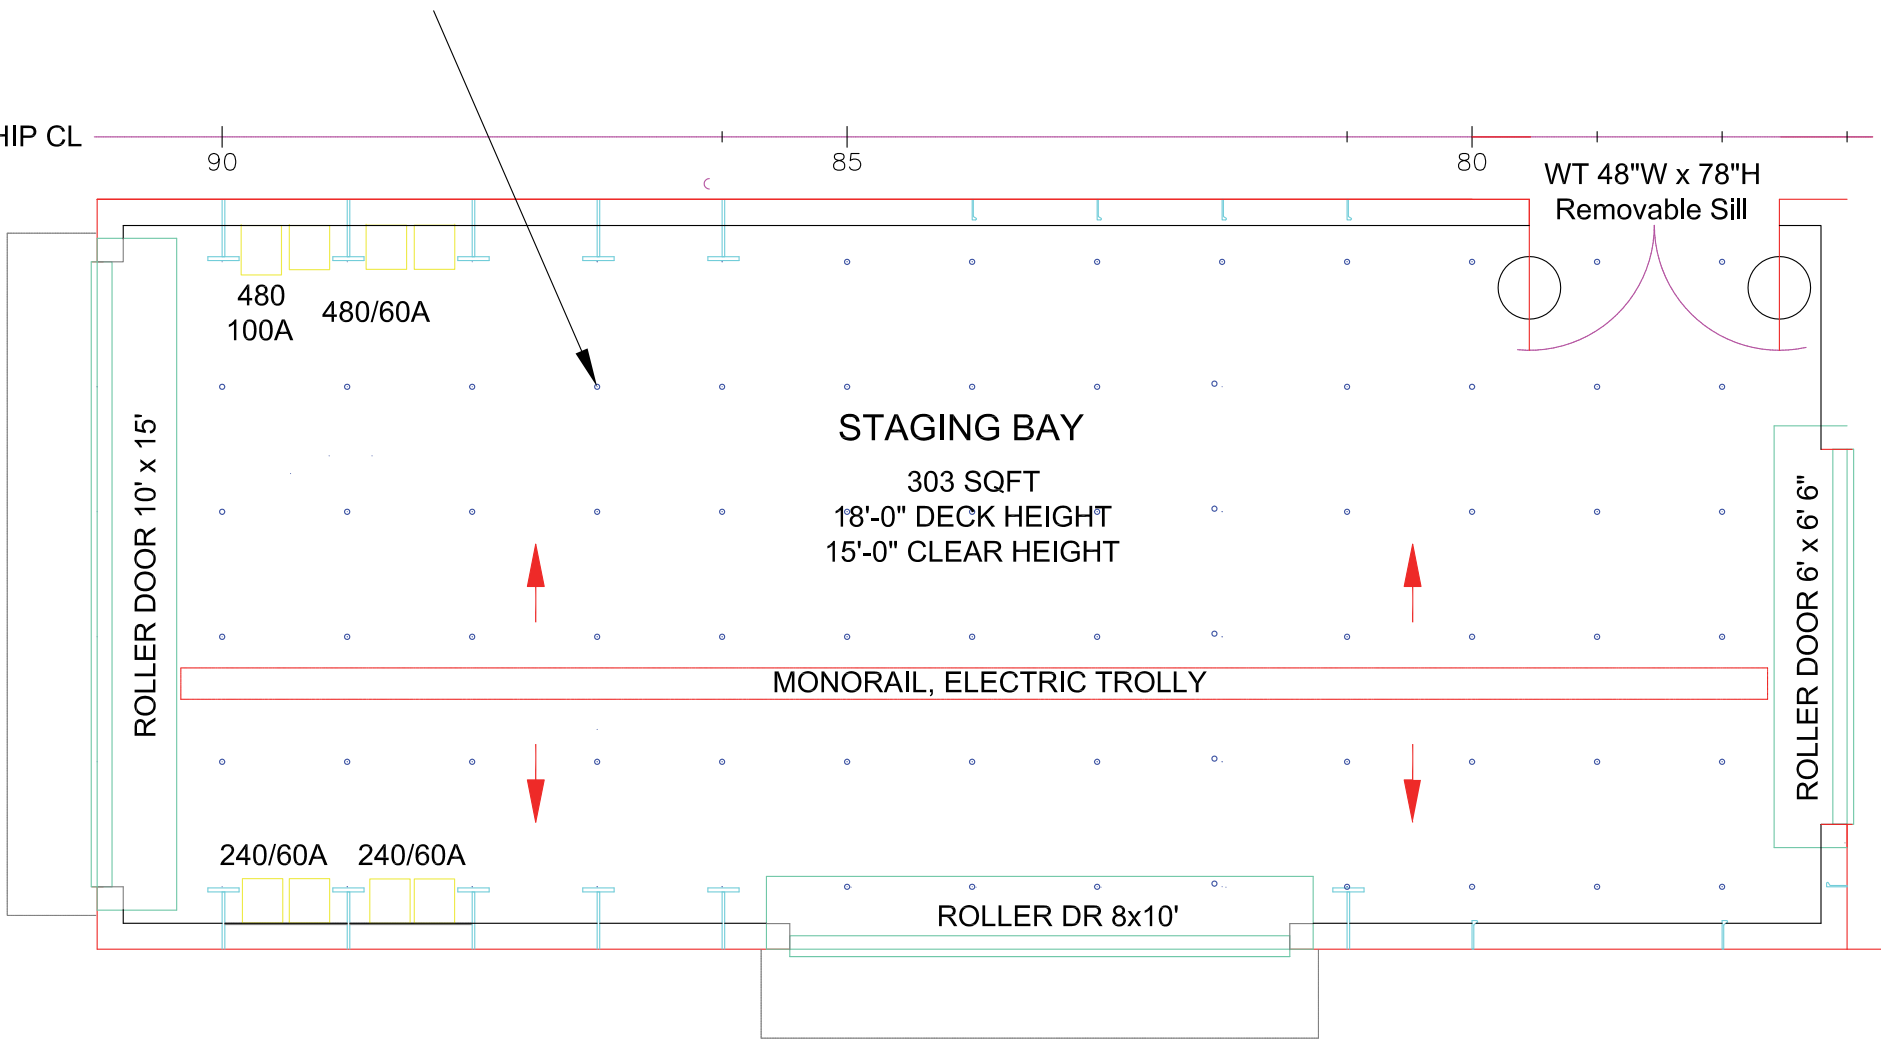 HIP CL
90
85
80
WT 48"W x 78"H
Removable Sill
480
100A
480/60A
STAGING BAY
303 SQFT
18'-0" DECK HEIGHT
15'-0" CLEAR HEIGHT
ROLLER DOOR 10' x 15'
ROLLER DOOR 6' x 6' 6"
MONORAIL, ELECTRIC TROLLY
240/60A
240/60A
ROLLER DR 8x10'